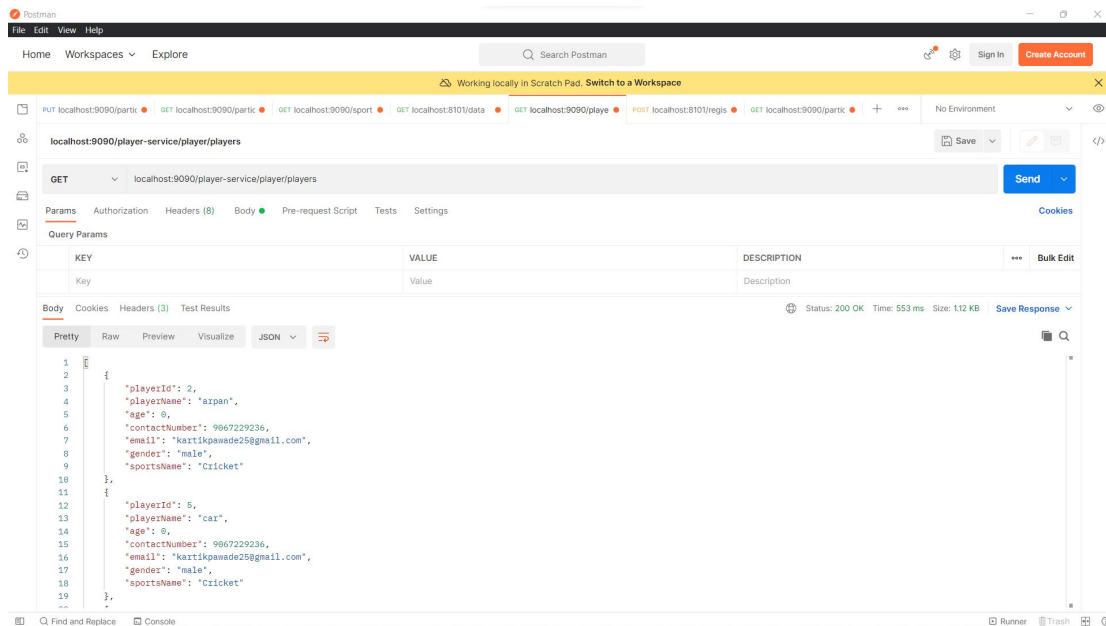 Postman
File Edit View Help
Home Workspaces Explore Search Postman Sign In Create Account
Working locally in Scratch Pad. Switch to a Workspace
PUT localhost:9090/partic GET localhost:9090/partic GET localhost:9090/sport GET localhost:8101/data GET localhost:9090/playe POST localhost:8101/regis GET localhost:9090/partic No Environment
localhost:9090/player-service/player/players Save
GET localhost:9090/player-service/player/players Send
Params Authorization Headers (8) Body Pre-request Script Tests Settings Cookies
Query Params
KEY VALUE DESCRIPTION Bulk Edit
Key Value Description
Body Cookies Headers (3) Test Results Status: 200 OK Time: 553 ms Size: 1.12 KB Save Response
Pretty Raw Preview Visualize JSON
1 [
2 {
3 "playerId": 2,
4 "playerName": "arpan",
5 "age": 0,
6 "contactNumber": 9067229236,
7 "email": "kartikpawade25@gmail.com",
8 "gender": "male",
9 "sportsName": "Cricket"
10 },
11 {
12 "playerId": 5,
13 "playerName": "car",
14 "age": 0,
15 "contactNumber": 9067229236,
16 "email": "kartikpawade25@gmail.com",
17 "gender": "male",
18 "sportsName": "Cricket"
19 },
Find and Replace Console Runner Trash